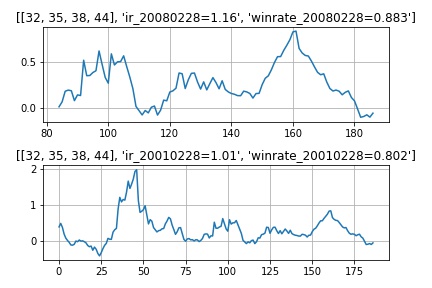 [[32, 35, 38, 44], 'ir_20080228=1.16', 'winrate_20080228=0.883']
0.5
0.0
80 100 120 140 160 180
[[32, 35, 38, 44], 'ir_20010228=1.01', 'winrate_20010228=0.802']
2
1
0
0 25 50 75 100 125 150 175